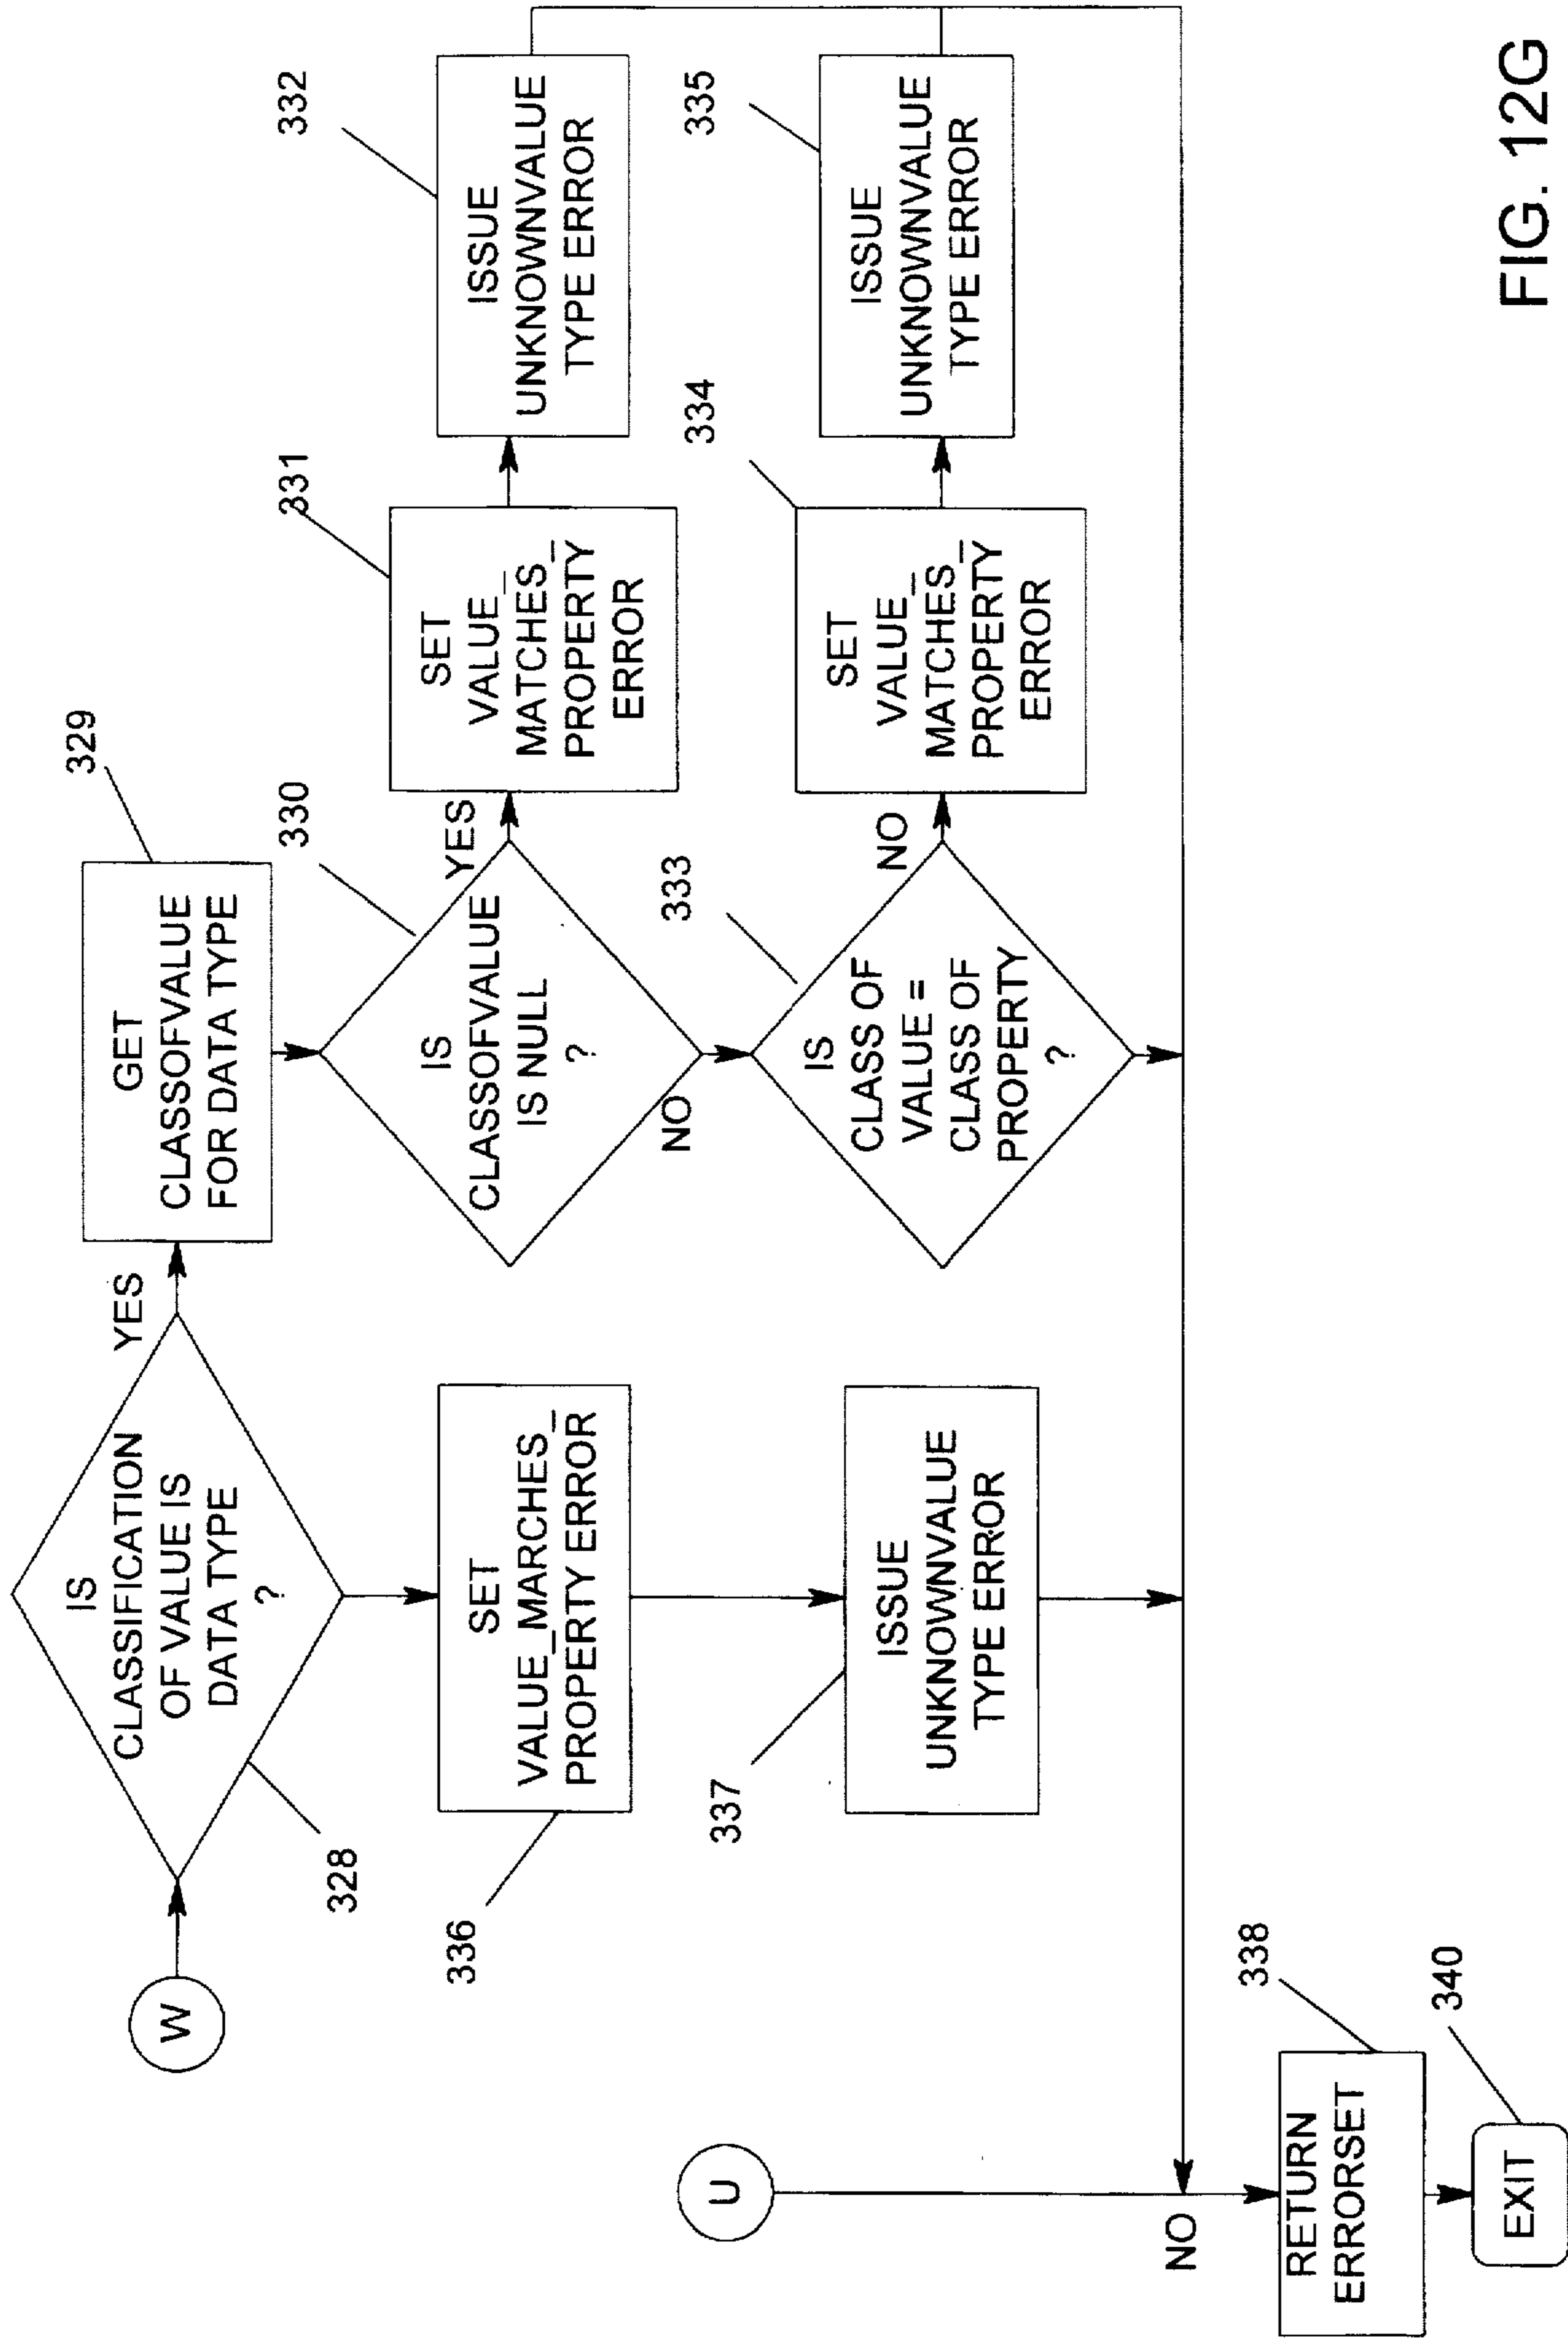 W
IS
CLASSIFICATION
OF VALUE IS
DATA TYPE
?
328
YES
GET
CLASSOFVALUE
FOR DATA TYPE
329
IS
CLASSOFVALUE
IS NULL
?
330
YES
NO
SET
VALUE_
MATCHES_
PROPERTY
ERROR
331
ISSUE
UNKNOWNVALUE
TYPE ERROR
332
SET
VALUE_MARCHES_
PROPERTY ERROR
336
IS
CLASS OF
VALUE =
CLASS OF
PROPERTY
?
333
NO
SET
VALUE_
MATCHES_
PROPERTY
ERROR
334
ISSUE
UNKNOWNVALUE
TYPE ERROR
335
ISSUE
UNKNOWNVALUE
TYPE ERROR
337
U
NO
RETURN
ERRORSET
338
EXIT
340
FIG. 12G